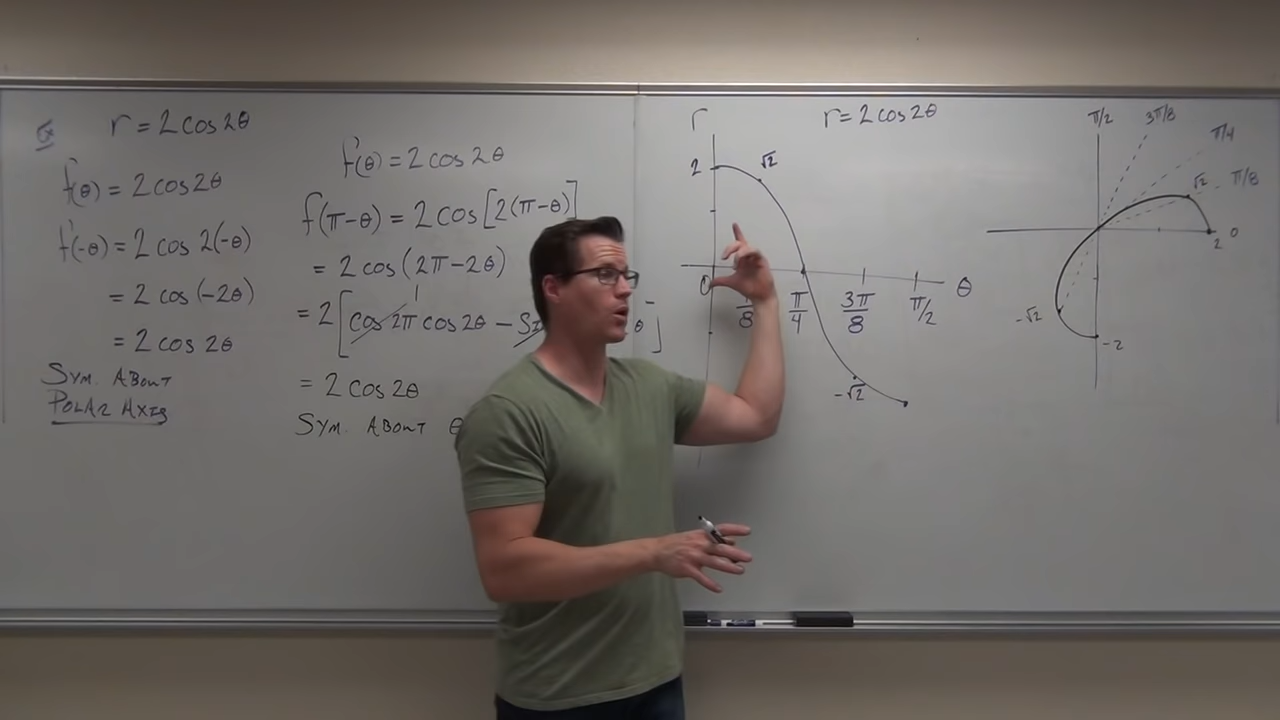 Ex r = 2 cos 2θ
f(θ) = 2 cos 2θ
f(-θ) = 2 cos 2(-θ)
= 2 cos (-2θ)
= 2 cos 2θ
SYM. ABOUT
POLAR AXIS
f(θ) = 2 cos 2θ
f(π-θ) = 2 cos [2(π-θ)]
= 2 cos (2π-2θ)
1
= 2 [cos 2π cos 2θ - θ]
= 2 cos 2θ
SYM. ABOUT θ
r
r = 2 cos 2θ
2
√2
0
8
π/4
3π/8
π/2
θ
-√2
π/2
3π/8
π/4
√2
π/8
2
0
-√2
-2